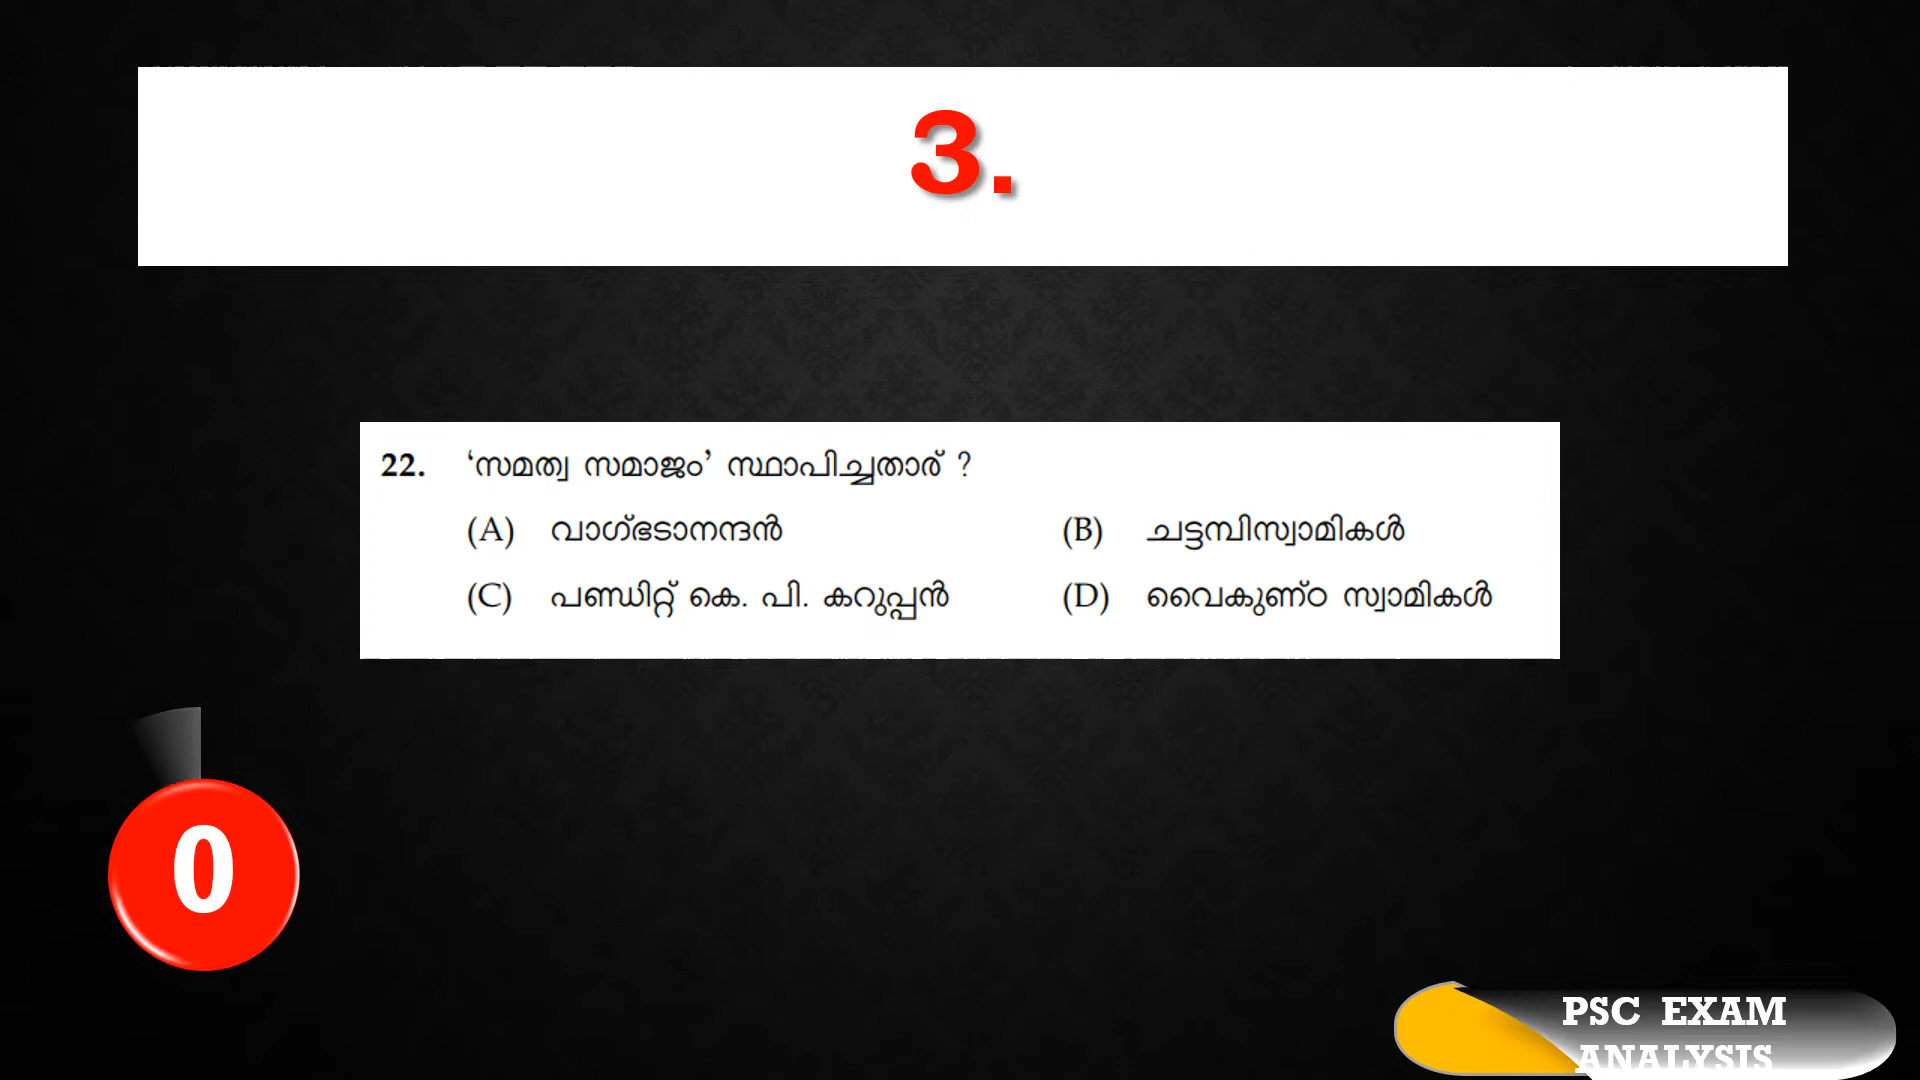 3.
22. ‘സമത്വ സമാജം’ സ്ഥാപിച്ചതാര് ?
(A) വാഗ്ഭടാനന്ദൻ (B) ചട്ടമ്പിസ്വാമികൾ
(C) പണ്ഡിറ്റ് കെ. പി. കറുപ്പൻ (D) വൈകുണ്ഠ സ്വാമികൾ
0
PSC EXAM
ANALYSIS